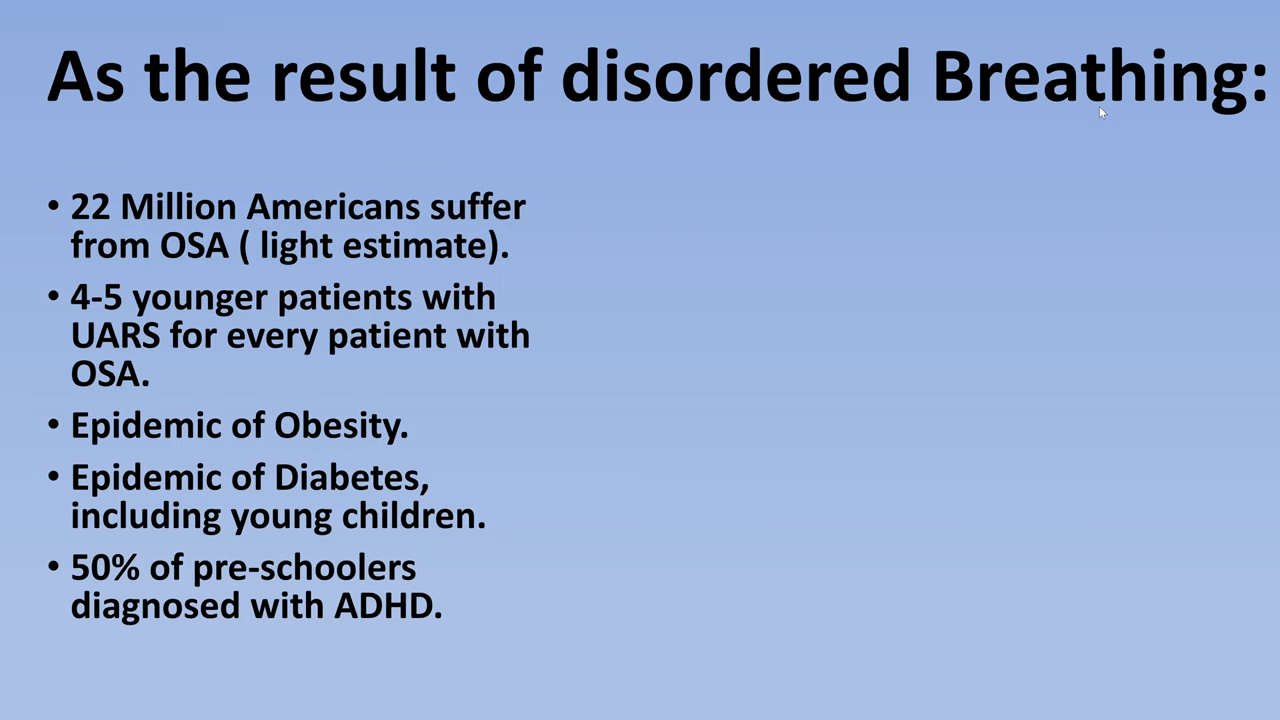 As the result of disordered Breathing:
• 22 Million Americans suffer
from OSA ( light estimate).
• 4-5 younger patients with
UARS for every patient with
OSA.
• Epidemic of Obesity.
• Epidemic of Diabetes,
including young children.
• 50% of pre-schoolers
diagnosed with ADHD.